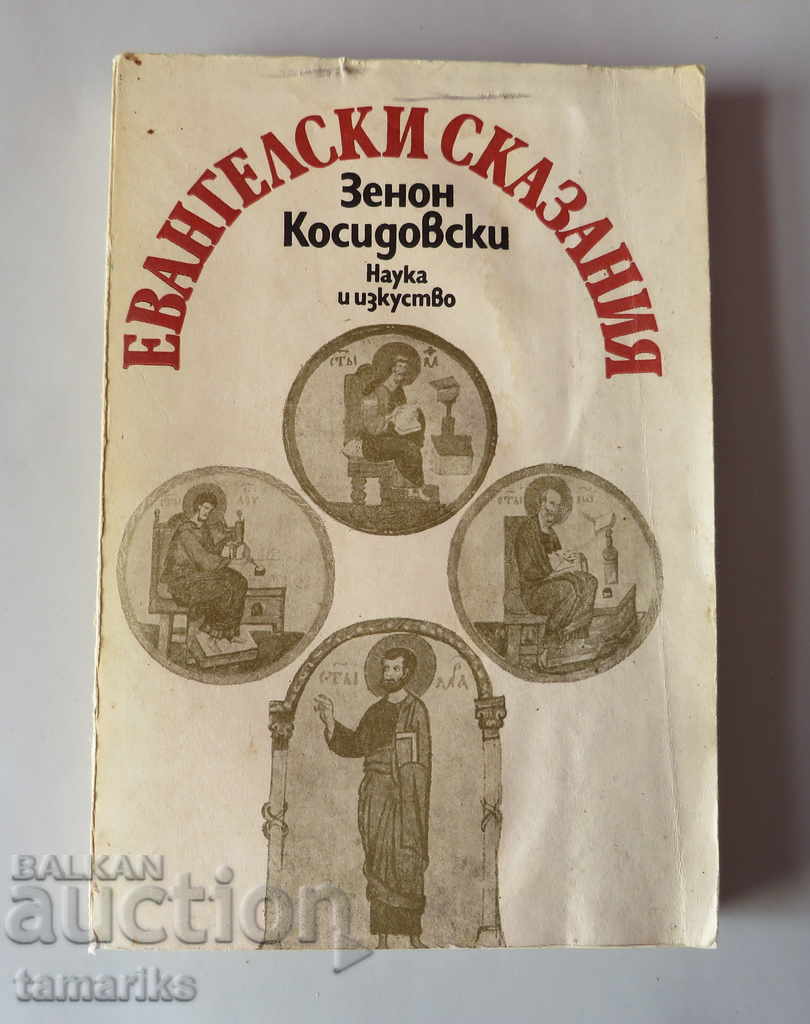 ЕВАНГЕЛСКИ СКАЗАНИЯ
Зенон
Косидовски
Наука
и изкуство
BALKAN
auction
tamariks